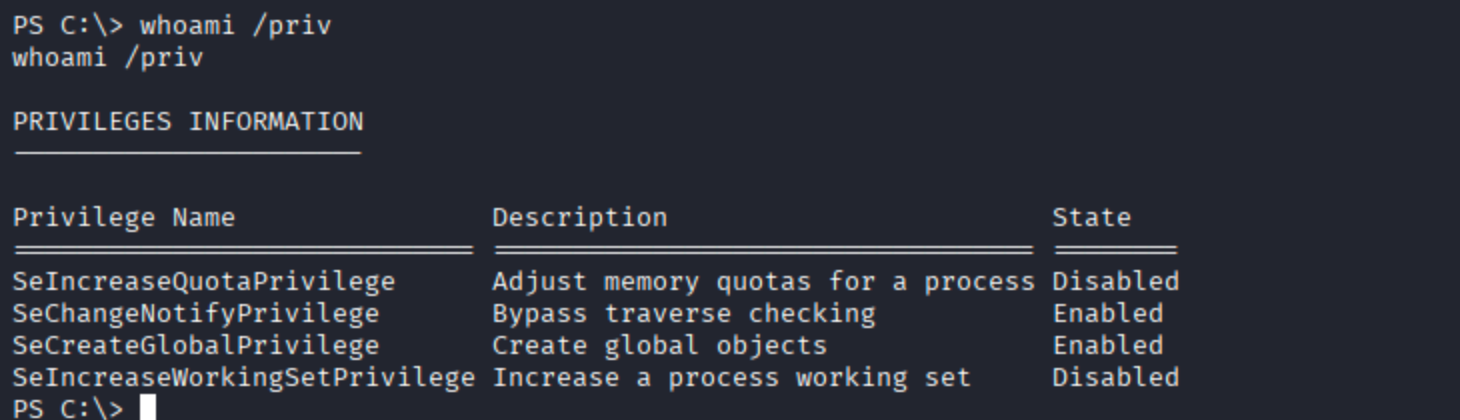 PS C:\> whoami /priv
whoami /priv
PRIVILEGES INFORMATION
Privilege Name Description State
SeIncreaseQuotaPrivilege Adjust memory quotas for a process Disabled
SeChangeNotifyPrivilege Bypass traverse checking Enabled
SeCreateGlobalPrivilege Create global objects Enabled
SeIncreaseWorkingSetPrivilege Increase a process working set Disabled
PS C:\>